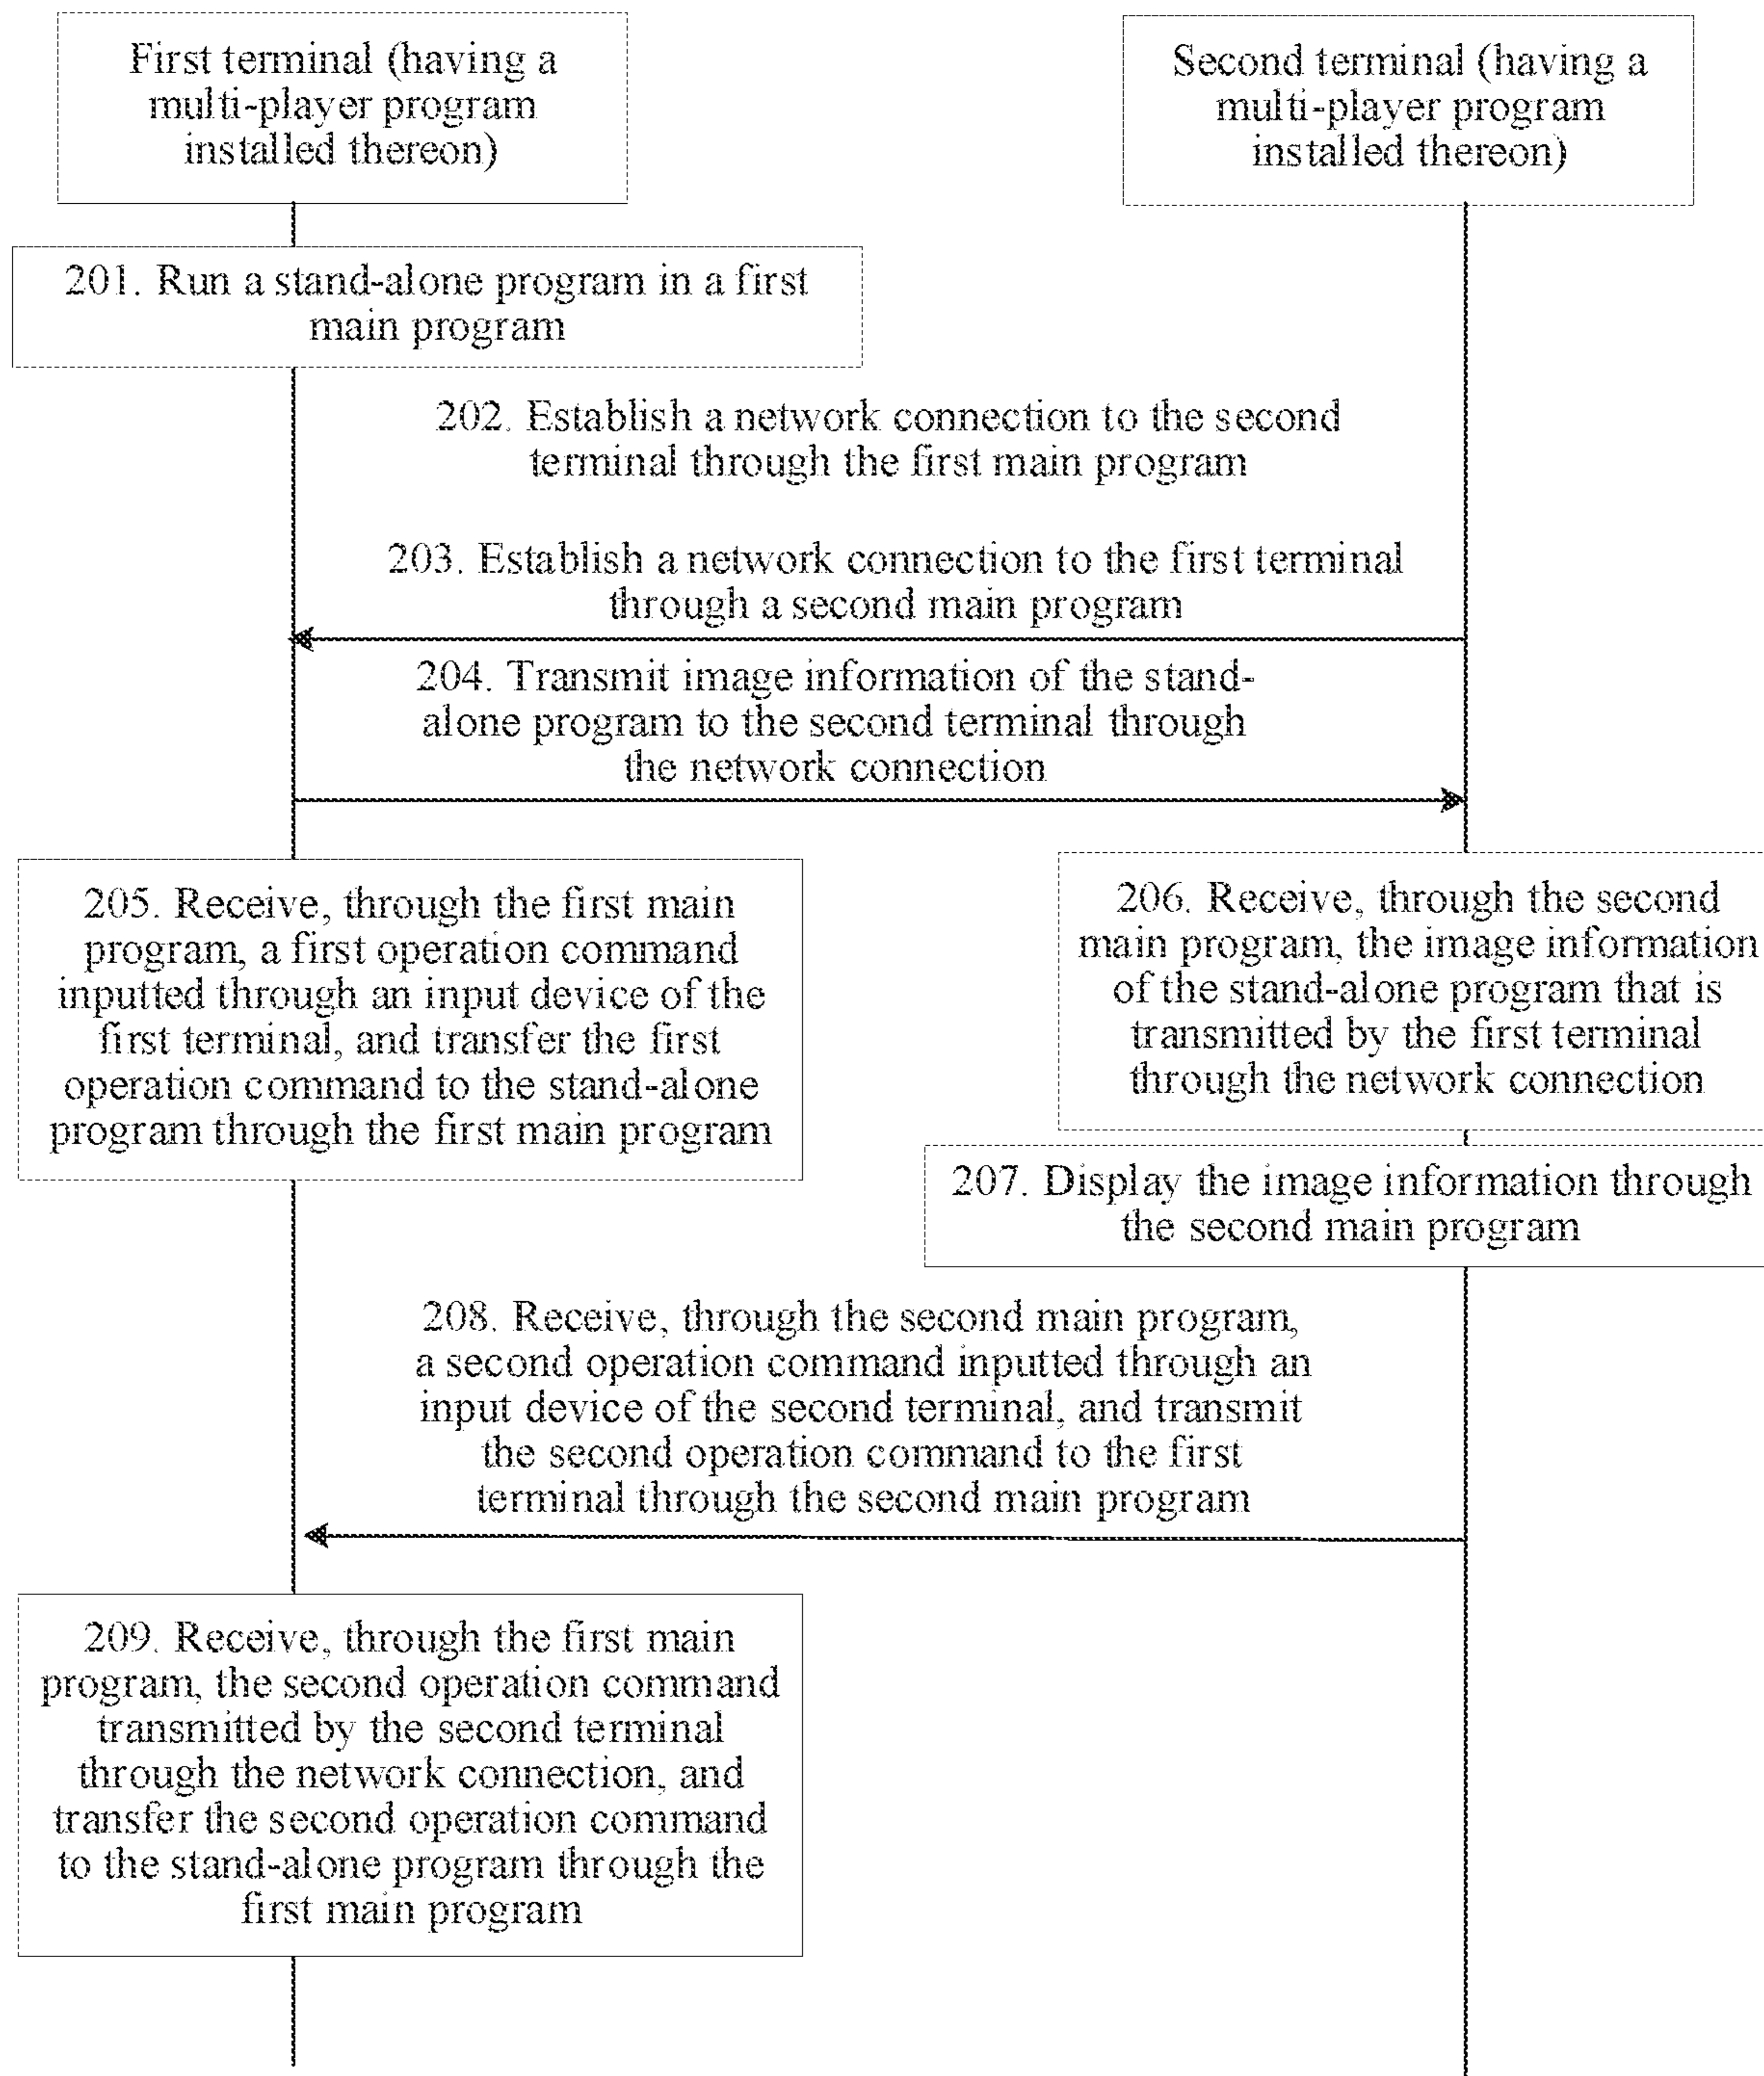 First terminal (having a
multi-player program
installed thereon)
Second terminal (having a
multi-player program
installed thereon)
201. Run a stand-alone program in a first
main program
202. Establish a network connection to the second
terminal through the first main program
203. Establish a network connection to the first terminal
through a second main program
204. Transmit image information of the stand-
alone program to the second terminal through
the network connection
205. Receive, through the first main
program, a first operation command
inputted through an input device of the
first terminal, and transfer the first
operation command to the stand-alone
program through the first main program
206. Receive, through the second
main program, the image information
of the stand-alone program that is
transmitted by the first terminal
through the network connection
207. Display the image information through
the second main program
208. Receive, through the second main program,
a second operation command inputted through an
input device of the second terminal, and transmit
the second operation command to the first
terminal through the second main program
209. Receive, through the first main
program, the second operation command
transmitted by the second terminal
through the network connection, and
transfer the second operation command
to the stand-alone program through the
first main program